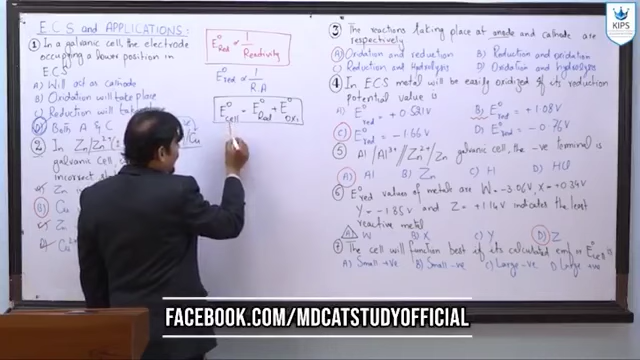 E C S and APPLICATIONS:
① In a galvanic cell, the electrode
occupying a lower position in
ECS
A) Will act as cathode
B) Oxidation will take place
C) Reduction will take
D) Both A & C
② In Zn/Zn²⁺ Cu
galvanic
incorrect
A) Zn
B) Cu
C) Zn
D) Cu²⁺
E°Red ∝ 1/Reactivity
E°Red ∝ 1/R.A
E°cell = E°Red + E°oxi
③ The reactions taking place at anode and cathode are
respectively
A) Oxidation and reduction B) Reduction and oxidation
C) Reduction and Hydrolysis D) Oxidation and hydrolysis
④ In ECS metal will be easily oxidized if its reduction
potential value is
A) E°red = +0.521V B) E°red = +1.08V
C) E°red = -1.66V D) E°red = -0.76V
⑤ Al/Al³⁺//Zn²⁺/Zn galvanic cell, the -ve terminal is
A) Al B) Zn C) H D) HCl
⑥ E°red values of metals are W = -3.06V, X = +0.34V
Y = -1.85V and Z = +1.14V indicates the least
reactive metal
A) W B) X C) Y D) Z
⑦ The cell will function best if its calculated emf or E°cell is
A) Small +ve B) Small -ve C) Large -ve D) Large +ve
KIPS
FACEBOOK.COM/MDCATSTUDYOFFICIAL